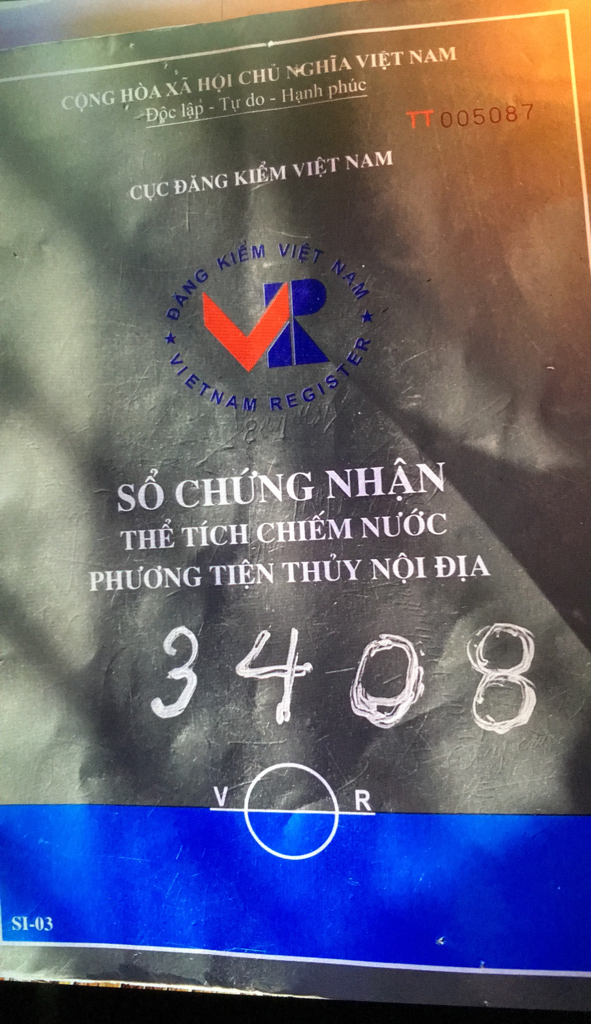 CỘNG HÒA XÃ HỘI CHỦ NGHĨA VIỆT NAM
Độc lập - Tự do - Hạnh phúc
TT 005087
CỤC ĐĂNG KIỂM VIỆT NAM
ĐĂNG KIỂM VIỆT NAM
VR
VIETNAM REGISTER
SỔ CHỨNG NHẬN
THỂ TÍCH CHIẾM NƯỚC
PHƯƠNG TIỆN THỦY NỘI ĐỊA
3408
V R
SI-03